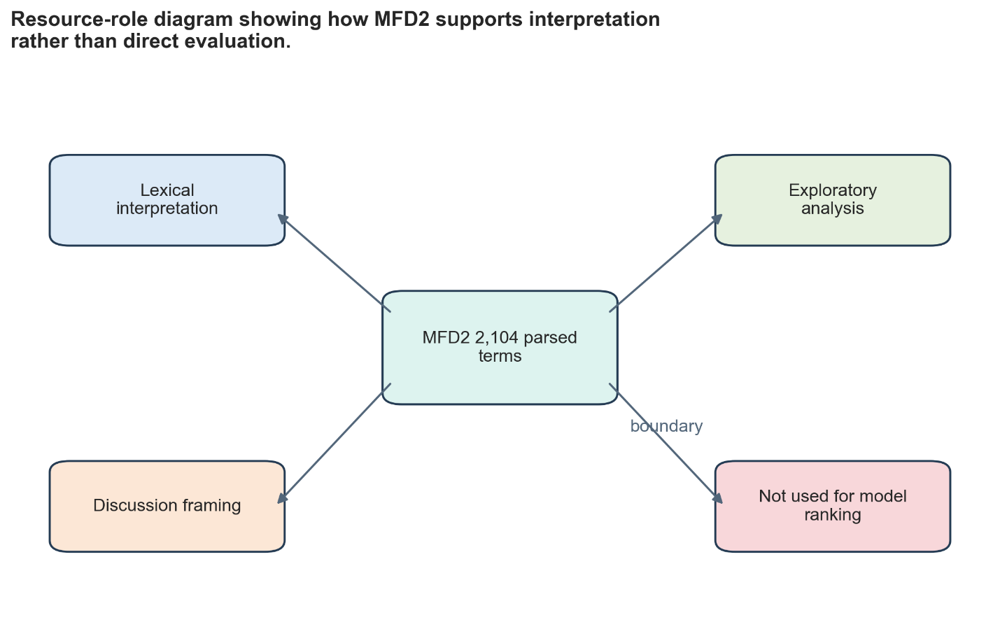 Resource-role diagram showing how MFD2 supports interpretation
rather than direct evaluation.
Lexical
interpretation
Exploratory
analysis
MFD2 2,104 parsed
terms
boundary
Discussion framing
Not used for model
ranking